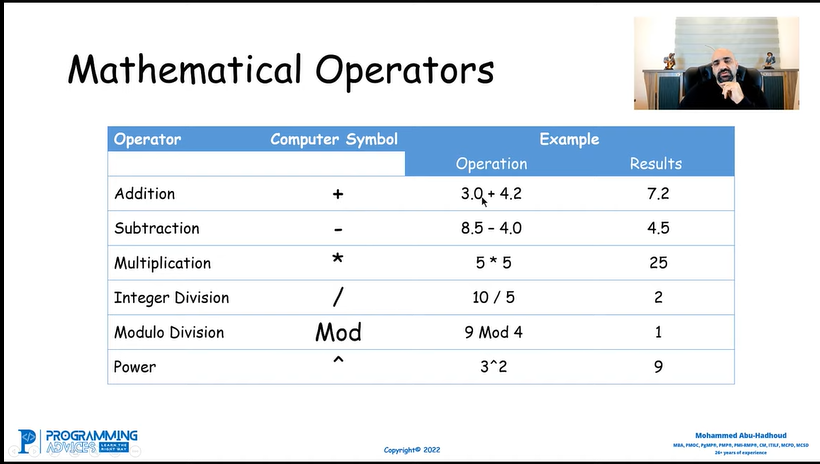 Mathematical Operators
Operator Computer Symbol Example
Operation Results
Addition + 3.0 + 4.2 7.2
Subtraction - 8.5 – 4.0 4.5
Multiplication * 5 * 5 25
Integer Division / 10 / 5 2
Modulo Division Mod 9 Mod 4 1
Power ^ 3^2 9
PROGRAMMING
ADVICES LEARN THE RIGHT WAY
Copyright© 2022
Mohammed Abu-Hadhoud
MBA, PMOC, PgMP®, PMP®, PMI-RMP®, CM, ITILF, MCPD, MCSD
26+ years of experience